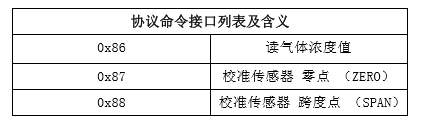 协议命令接口列表及含义
0x86 读气体浓度值
0x87 校准传感器 零点 （ZERO）
0x88 校准传感器 跨度点 （SPAN）